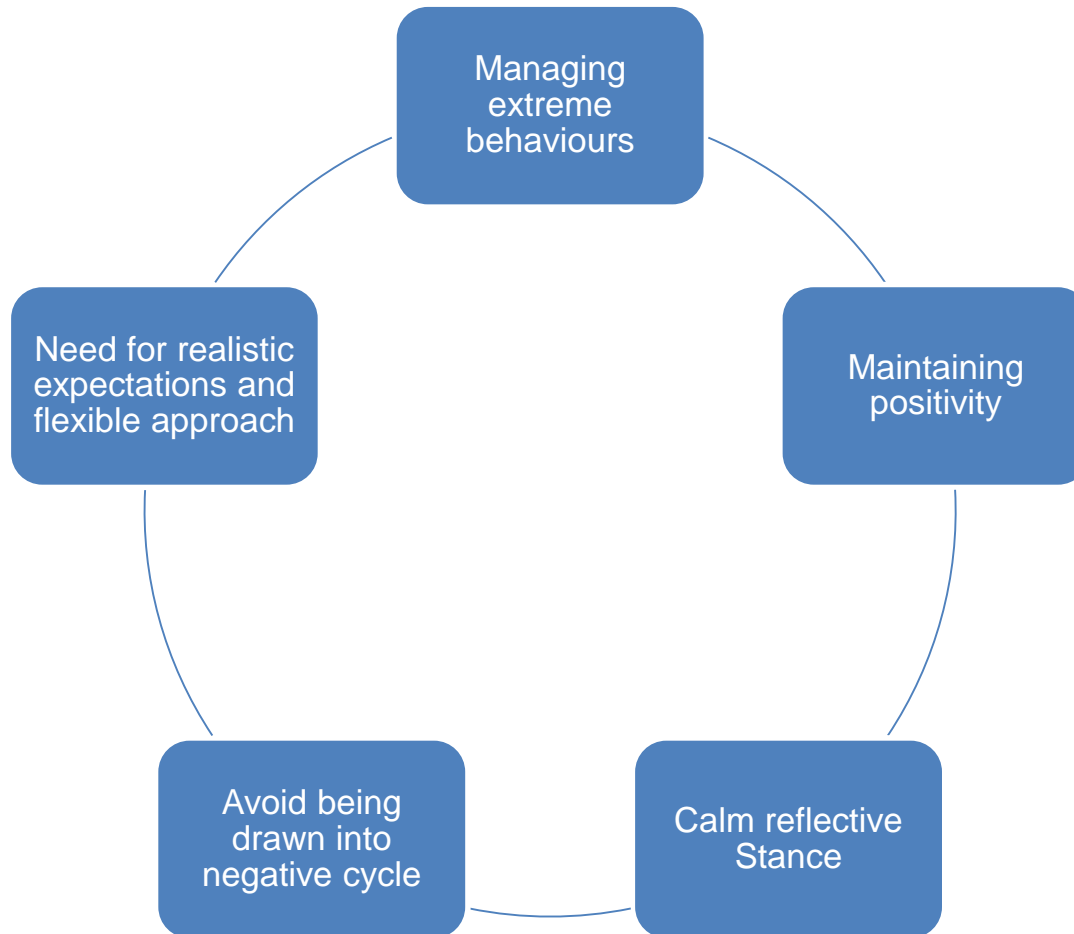 Managing
extreme
behaviours
Maintaining
positivity
Calm reflective
Stance
Avoid being
drawn into
negative cycle
Need for realistic
expectations and
flexible approach